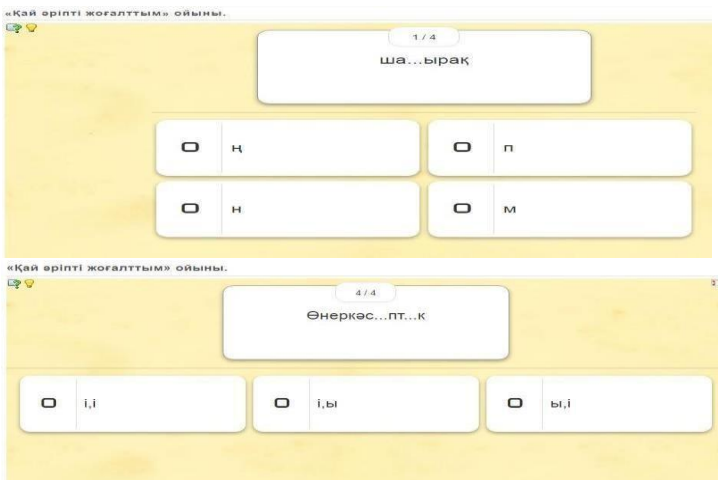 «Қай әріпті жоғалттым» ойыны.
1 / 4
ша...ырақ
ң
п
н
м
«Қай әріпті жоғалттым» ойыны.
4 / 4
Өнеркәс...пт...к
і,і
і,ы
ы,і